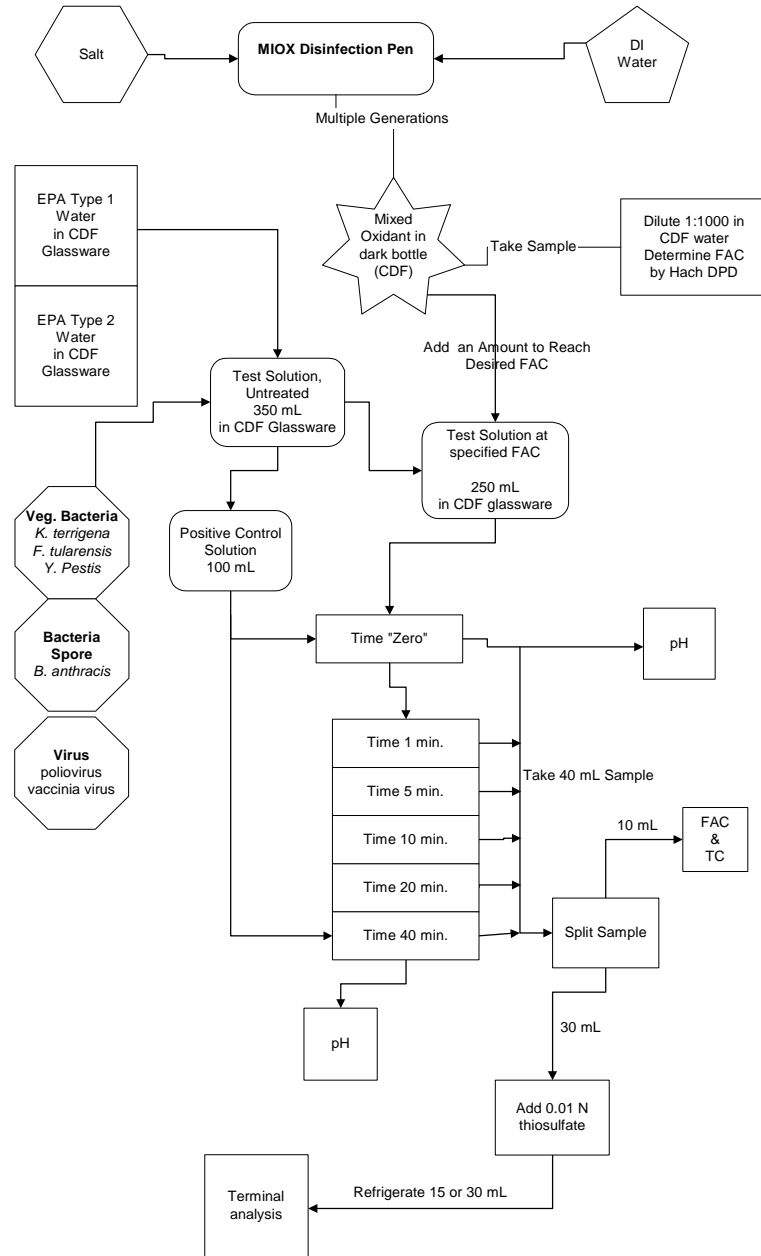 Salt
MIOX Disinfection Pen
DI
Water
Multiple Generations
EPA Type 1
Water
in CDF
Glassware
Mixed
Oxidant in
dark bottle
(CDF)
Take Sample
Dilute 1:1000 in
CDF water
Determine FAC
by Hach DPD
EPA Type 2
Water
in CDF
Glassware
Add an Amount to Reach
Desired FAC
Test Solution,
Untreated
350 mL
in CDF Glassware
Test Solution at
specified FAC
250 mL
in CDF glassware
Veg. Bacteria
K. terrigena
F. tularensis
Y. Pestis
Positive Control
Solution
100 mL
Bacteria
Spore
B. anthracis
Time "Zero"
pH
Virus
poliovirus
vaccinia virus
Time 1 min.
Take 40 mL Sample
Time 5 min.
Time 10 min.
Time 20 min.
Time 40 min.
10 mL
FAC
&
TC
Split Sample
pH
30 mL
Add 0.01 N
thiosulfate
Refrigerate 15 or 30 mL
Terminal
analysis